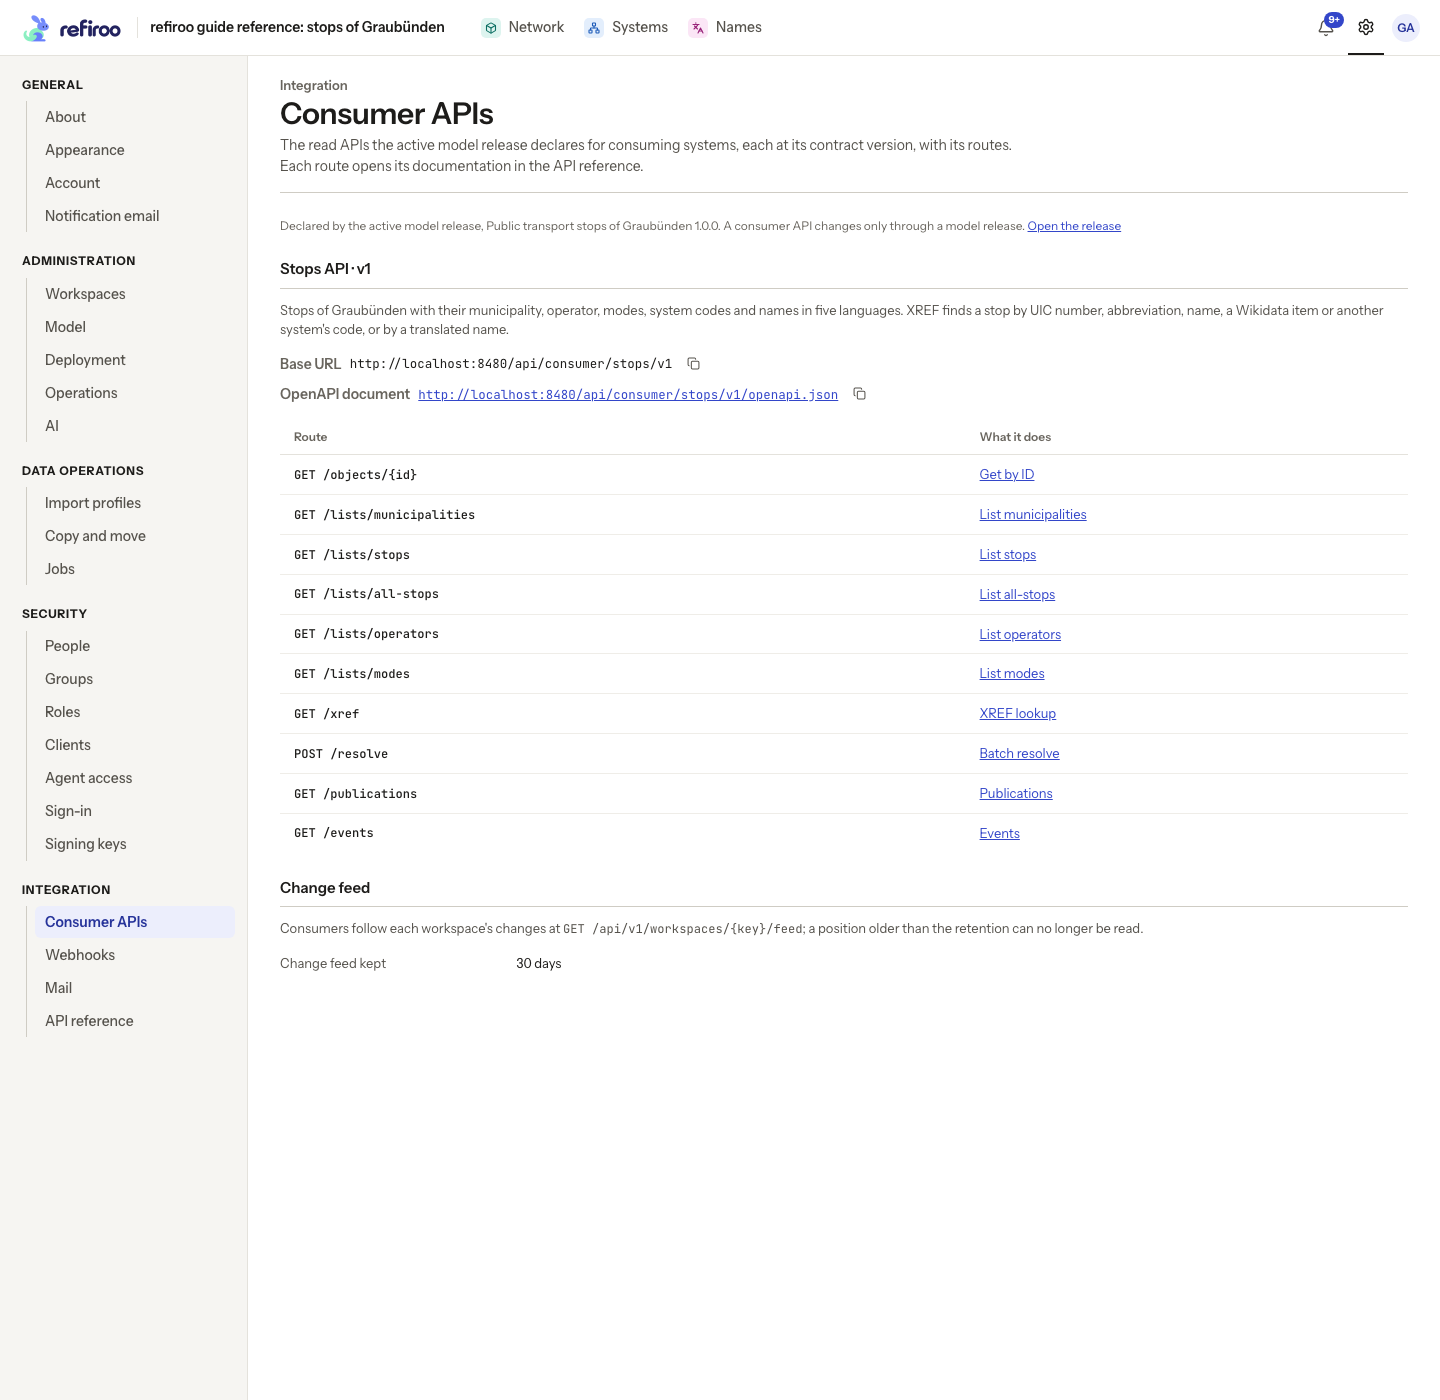 refiroo
refiroo guide reference: stops of Graubünden
Network
Systems
Names
9+
GA
GENERAL
About
Appearance
Account
Notification email
ADMINISTRATION
Workspaces
Model
Deployment
Operations
AI
DATA OPERATIONS
Import profiles
Copy and move
Jobs
SECURITY
People
Groups
Roles
Clients
Agent access
Sign-in
Signing keys
INTEGRATION
Consumer APIs
Webhooks
Mail
API reference
Integration
Consumer APIs
The read APIs the active model release declares for consuming systems, each at its contract version, with its routes.
Each route opens its documentation in the API reference.
Declared by the active model release, Public transport stops of Graubünden 1.0.0. A consumer API changes only through a model release. Open the release
Stops API · v1
Stops of Graubünden with their municipality, operator, modes, system codes and names in five languages. XREF finds a stop by UIC number, abbreviation, name, a Wikidata item or another
system's code, or by a translated name.
Base URL http://localhost:8480/api/consumer/stops/v1
OpenAPI document http://localhost:8480/api/consumer/stops/v1/openapi.json
Route What it does
GET /objects/{id} Get by ID
GET /lists/municipalities List municipalities
GET /lists/stops List stops
GET /lists/all-stops List all-stops
GET /lists/operators List operators
GET /lists/modes List modes
GET /xref XREF lookup
POST /resolve Batch resolve
GET /publications Publications
GET /events Events
Change feed
Consumers follow each workspace's changes at GET /api/v1/workspaces/{key}/feed; a position older than the retention can no longer be read.
Change feed kept 30 days